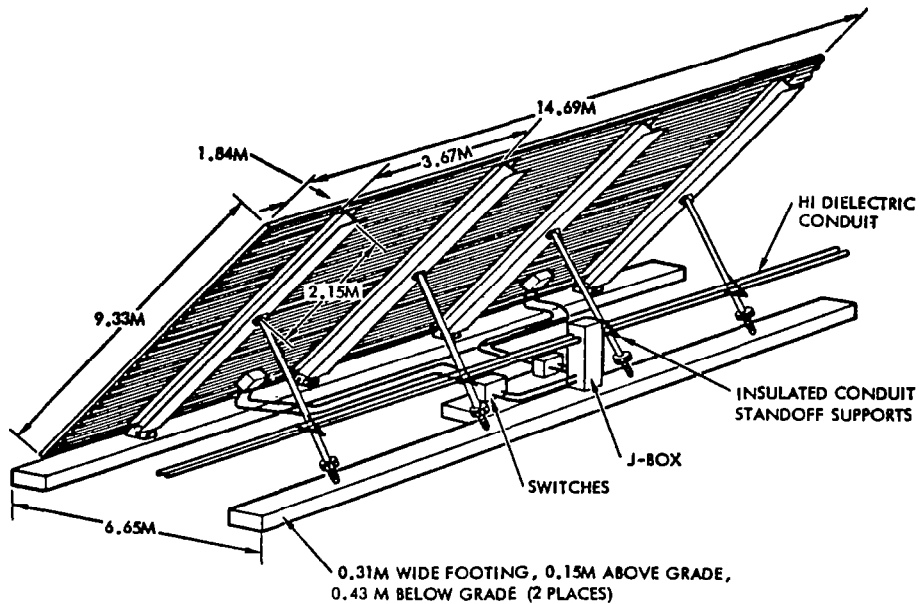 14.69M
1.84M
3.67M
HI DIELECTRIC
CONDUIT
2.15M
9.33M
INSULATED CONDUIT
STANDOFF SUPPORTS
J-BOX
SWITCHES
6.65M
0.31M WIDE FOOTING, 0.15M ABOVE GRADE,
0.43 M BELOW GRADE (2 PLACES)